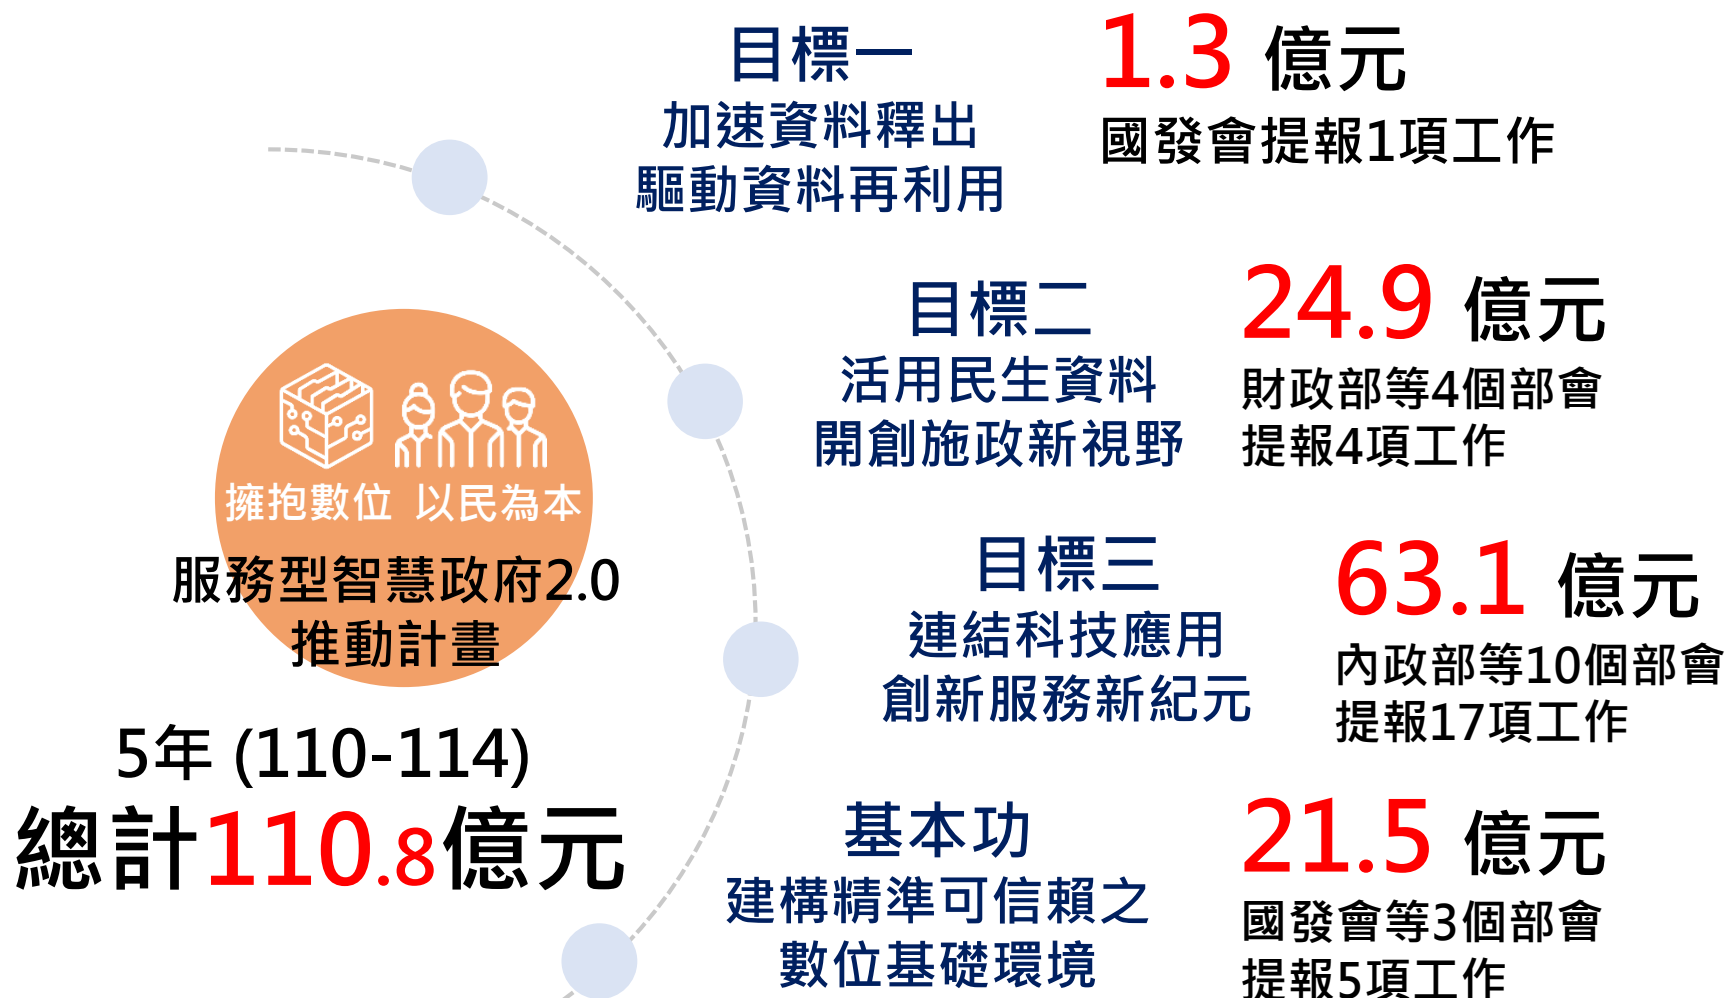 目標一
加速資料釋出
驅動資料再利用
1.3 億元
國發會提報1項工作
目標二
活用民生資料
開創施政新視野
24.9 億元
財政部等4個部會
提報4項工作
擁抱數位 以民為本
服務型智慧政府2.0
推動計畫
5年 (110-114)
總計110.8億元
目標三
連結科技應用
創新服務新紀元
63.1 億元
內政部等10個部會
提報17項工作
基本功
建構精準可信賴之
數位基礎環境
21.5 億元
國發會等3個部會
提報5項工作